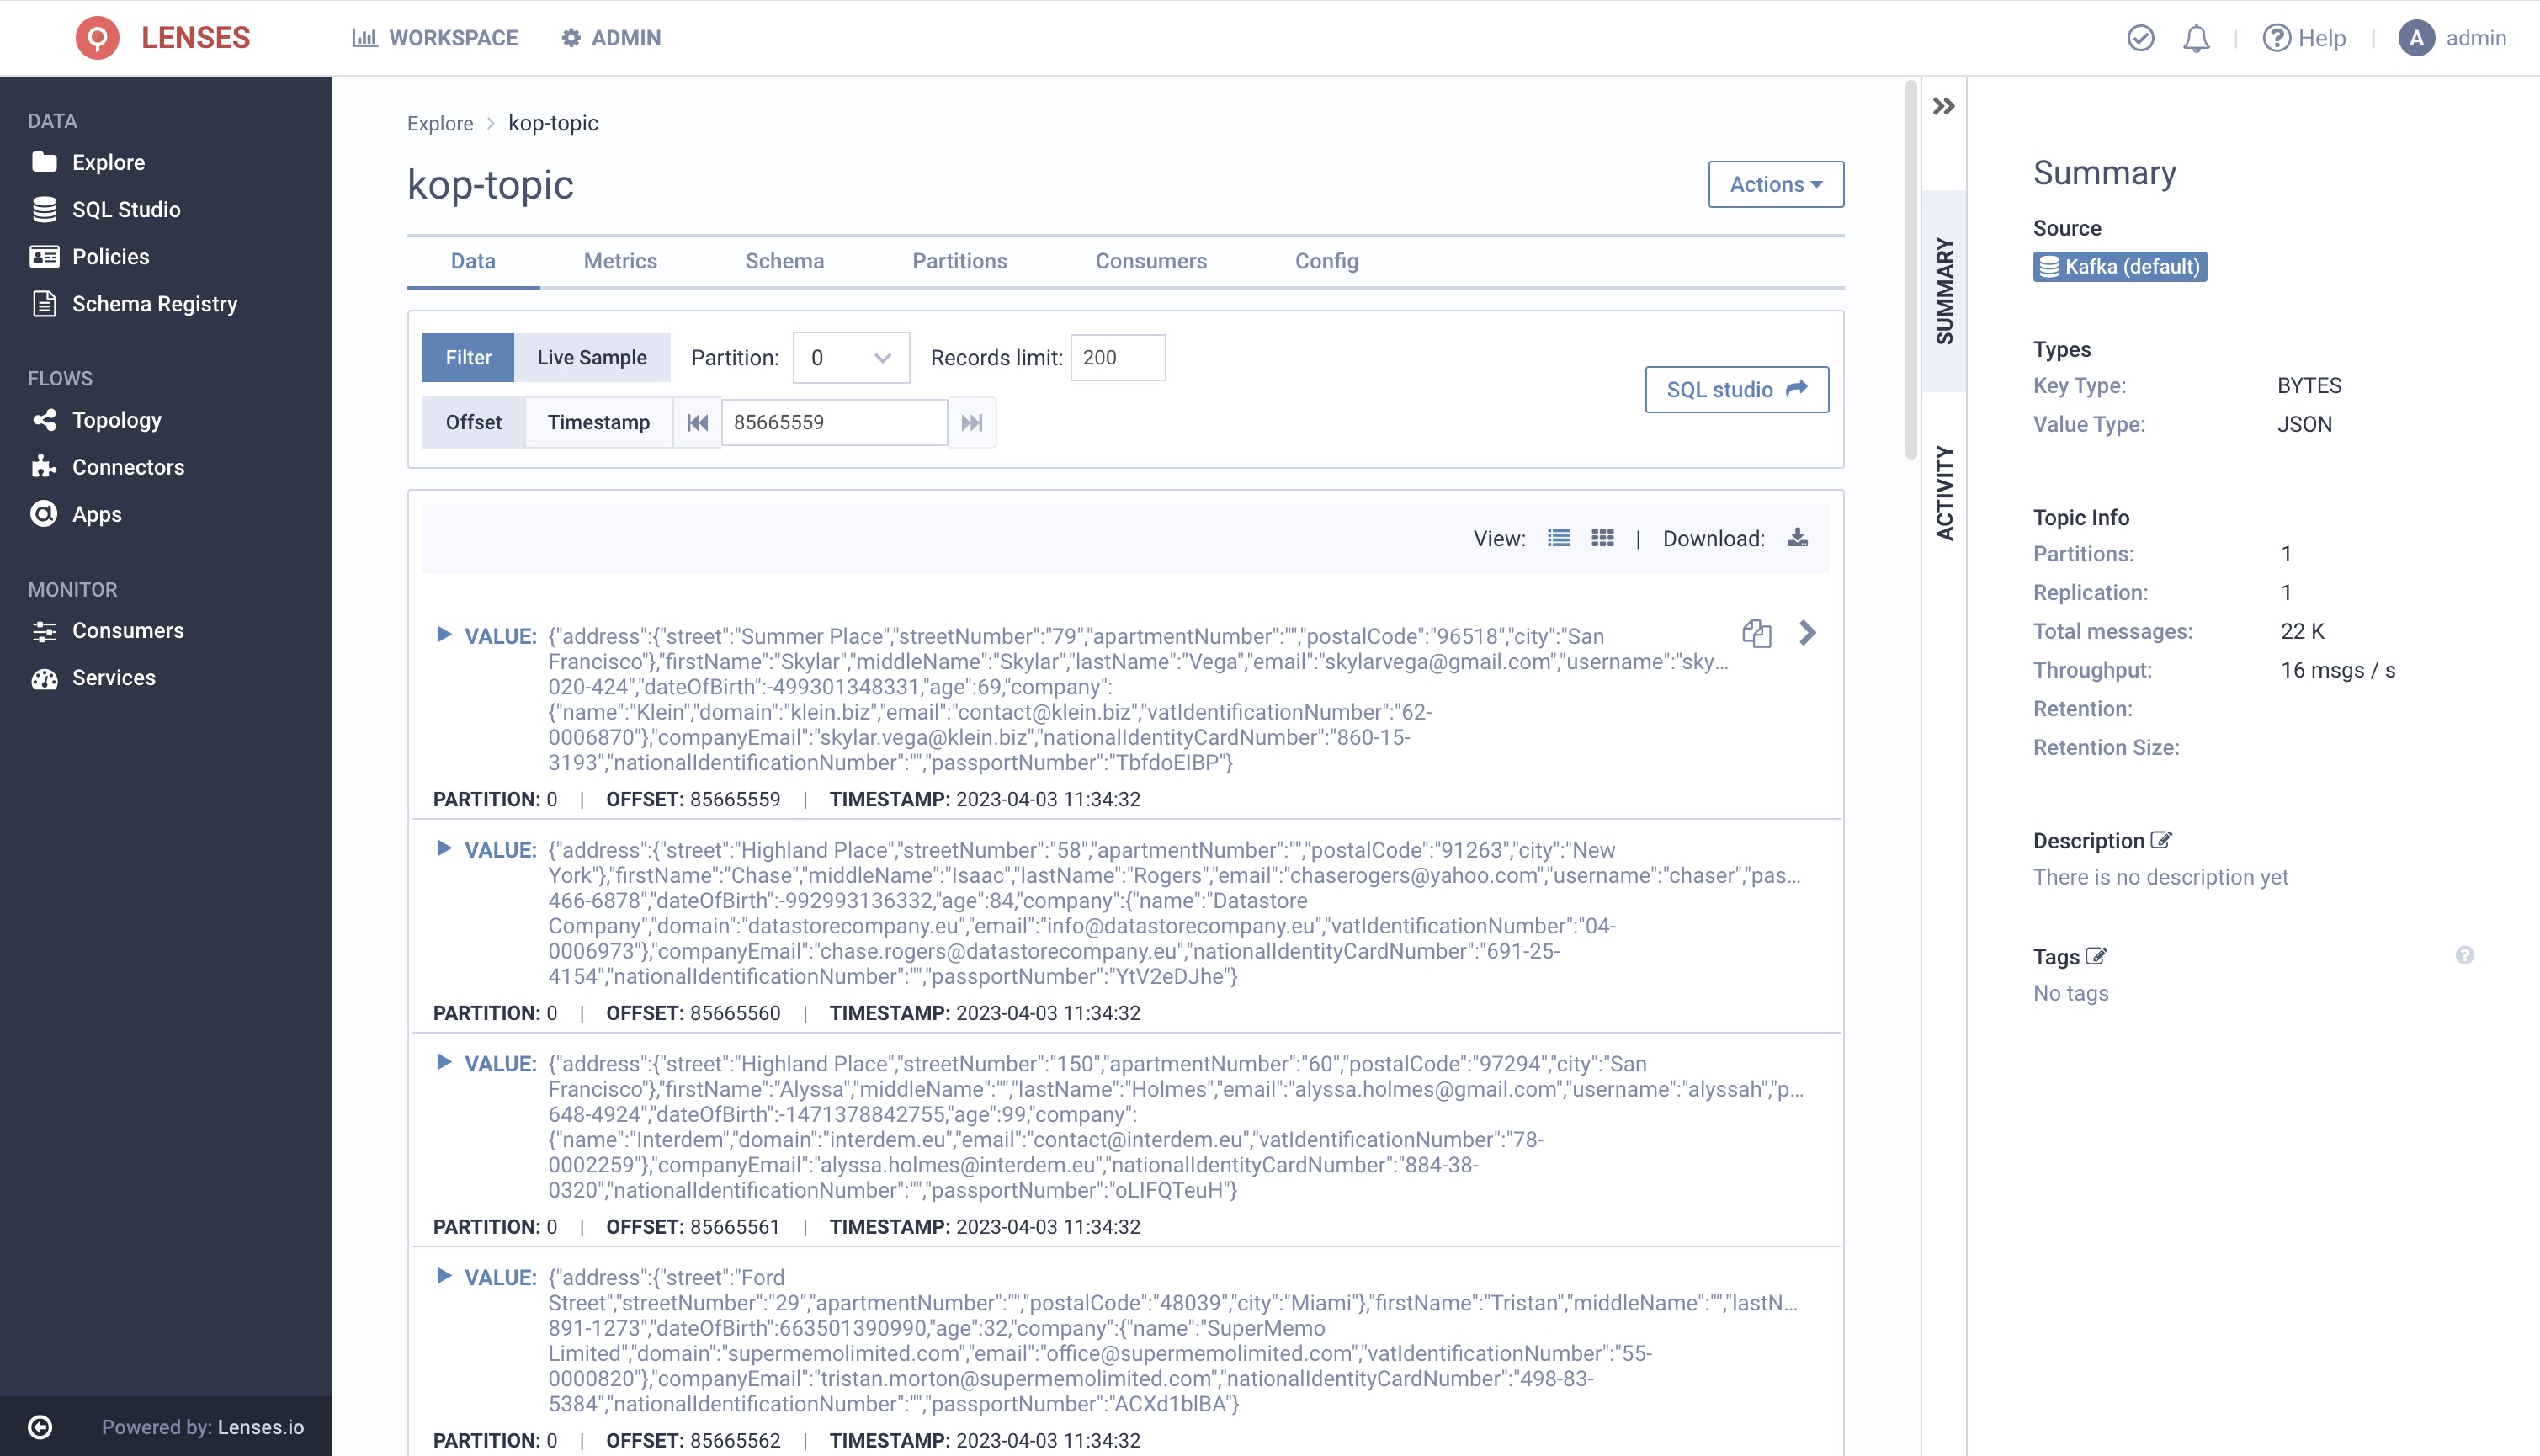 LENSES
WORKSPACE
ADMIN
Help
A
admin
DATA
Explore
SQL Studio
Policies
Schema Registry
FLOWS
Topology
Connectors
Apps
MONITOR
Consumers
Services
Powered by: Lenses.io
Explore > kop-topic
kop-topic
Actions
Data Metrics Schema Partitions Consumers Config
Filter Live Sample Partition: 0 Records limit: 200
SQL studio
Offset Timestamp 85665559
View: | Download:
VALUE: {"address":{"street":"Summer Place","streetNumber":"79","apartmentNumber":"","postalCode":"96518","city":"San
Francisco"},"firstName":"Skylar","middleName":"Skylar","lastName":"Vega","email":"skylarvega@gmail.com","username":"sky...
020-424","dateOfBirth":-499301348331,"age":69,"company":
{"name":"Klein","domain":"klein.biz","email":"contact@klein.biz","vatIdentificationNumber":"62-
0006870"},"companyEmail":"skylar.vega@klein.biz","nationalIdentityCardNumber":"860-15-
3193","nationalIdentificationNumber":"","passportNumber":"TbfdoEIBP"}
PARTITION: 0 | OFFSET: 85665559 | TIMESTAMP: 2023-04-03 11:34:32
VALUE: {"address":{"street":"Highland Place","streetNumber":"58","apartmentNumber":"","postalCode":"91263","city":"New
York"},"firstName":"Chase","middleName":"Isaac","lastName":"Rogers","email":"chaserogers@yahoo.com","username":"chaser","pas...
466-6878","dateOfBirth":-992993136332,"age":84,"company":{"name":"Datastore
Company","domain":"datastorecompany.eu","email":"info@datastorecompany.eu","vatIdentificationNumber":"04-
0006973"},"companyEmail":"chase.rogers@datastorecompany.eu","nationalIdentityCardNumber":"691-25-
4154","nationalIdentificationNumber":"","passportNumber":"YtV2eDJhe"}
PARTITION: 0 | OFFSET: 85665560 | TIMESTAMP: 2023-04-03 11:34:32
VALUE: {"address":{"street":"Highland Place","streetNumber":"150","apartmentNumber":"60","postalCode":"97294","city":"San
Francisco"},"firstName":"Alyssa","middleName":"","lastName":"Holmes","email":"alyssa.holmes@gmail.com","username":"alyssah","p...
648-4924","dateOfBirth":-1471378842755,"age":99,"company":
{"name":"Interdem","domain":"interdem.eu","email":"contact@interdem.eu","vatIdentificationNumber":"78-
0002259"},"companyEmail":"alyssa.holmes@interdem.eu","nationalIdentityCardNumber":"884-38-
0320","nationalIdentificationNumber":"","passportNumber":"oLIFQTeuH"}
PARTITION: 0 | OFFSET: 85665561 | TIMESTAMP: 2023-04-03 11:34:32
VALUE: {"address":{"street":"Ford
Street","streetNumber":"29","apartmentNumber":"","postalCode":"48039","city":"Miami"},"firstName":"Tristan","middleName":"","lastN...
891-1273","dateOfBirth":663501390990,"age":32,"company":{"name":"SuperMemo
Limited","domain":"supermemolimited.com","email":"office@supermemolimited.com","vatIdentificationNumber":"55-
0000820"},"companyEmail":"tristan.morton@supermemolimited.com","nationalIdentityCardNumber":"498-83-
5384","nationalIdentificationNumber":"","passportNumber":"ACXd1blBA"}
PARTITION: 0 | OFFSET: 85665562 | TIMESTAMP: 2023-04-03 11:34:32
SUMMARY
ACTIVITY
Summary
Source
Kafka (default)
Types
Key Type: BYTES
Value Type: JSON
Topic Info
Partitions: 1
Replication: 1
Total messages: 22 K
Throughput: 16 msgs / s
Retention:
Retention Size:
Description
There is no description yet
Tags
No tags